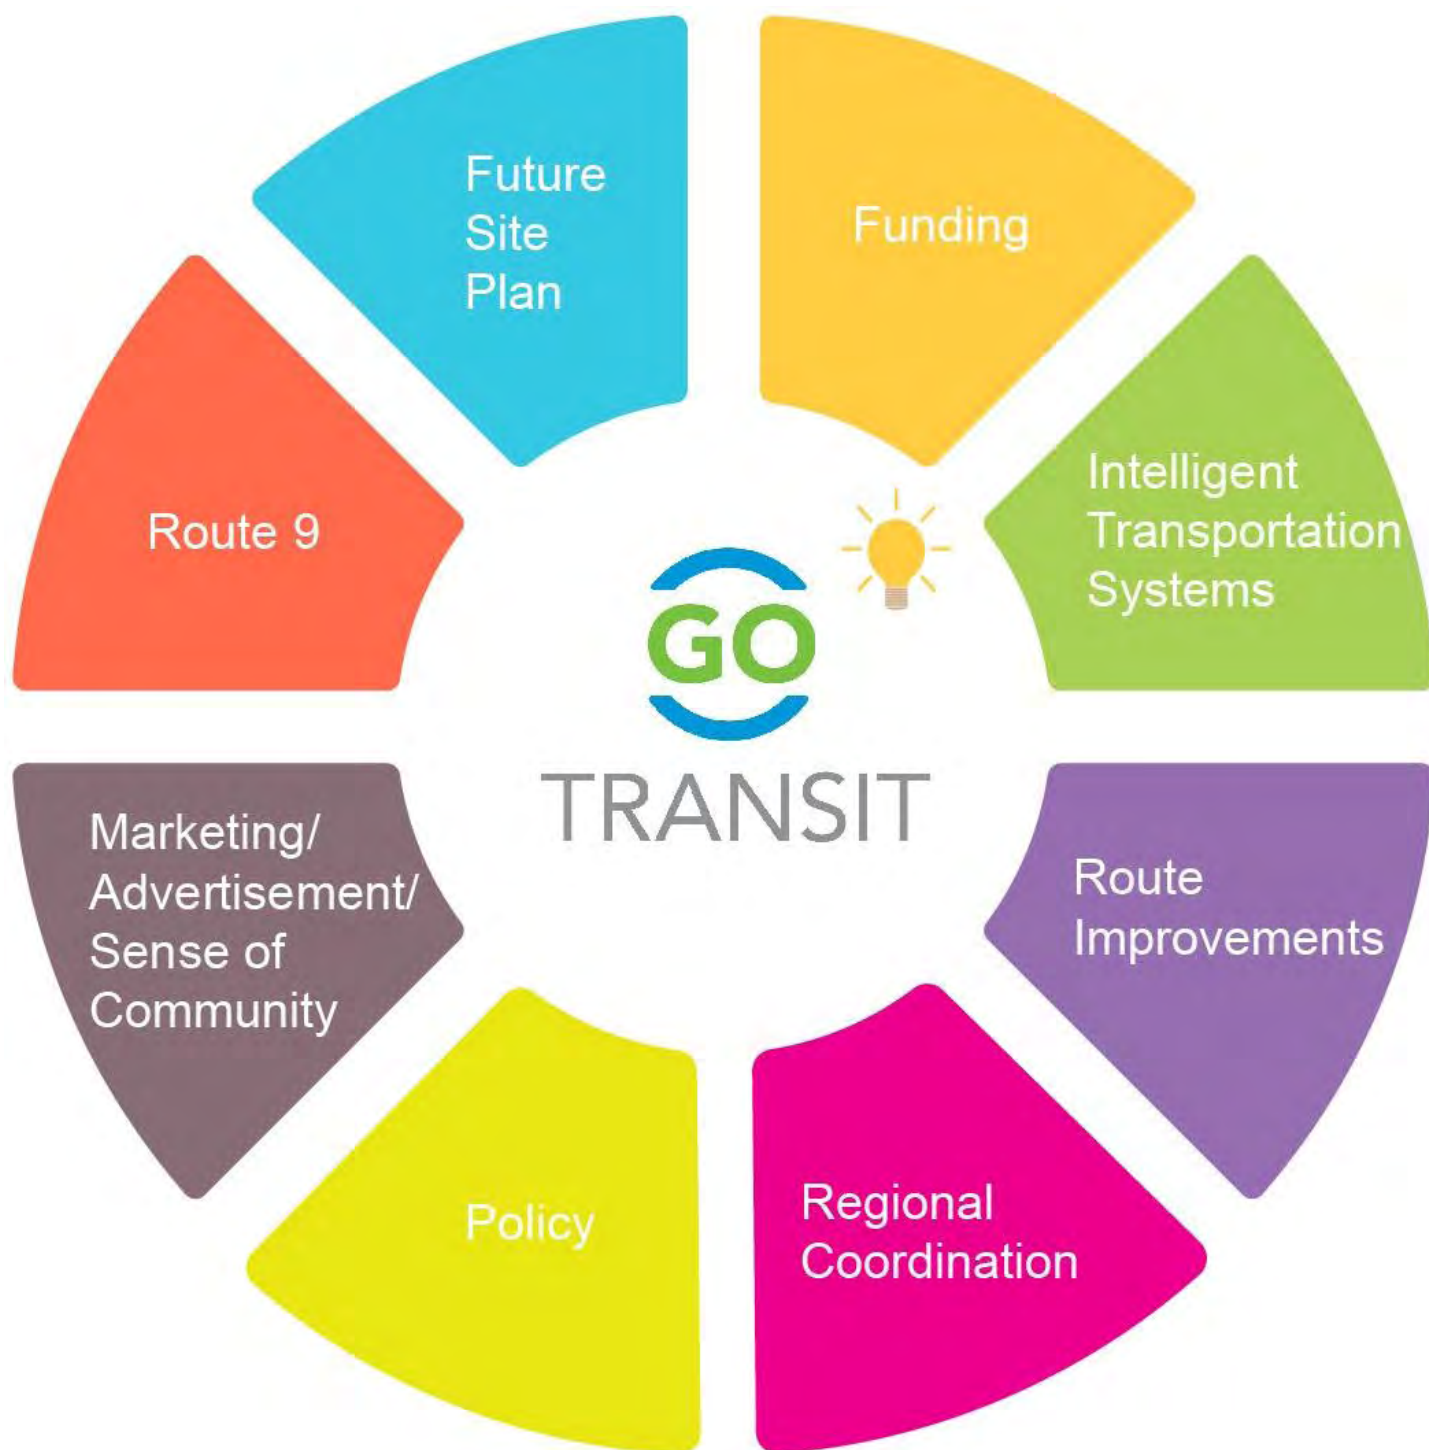 Future
Site
Plan
Funding
Intelligent
Transportation
Systems
Route 9
GO
TRANSIT
Marketing/
Advertisement/
Sense of
Community
Route
Improvements
Policy
Regional
Coordination